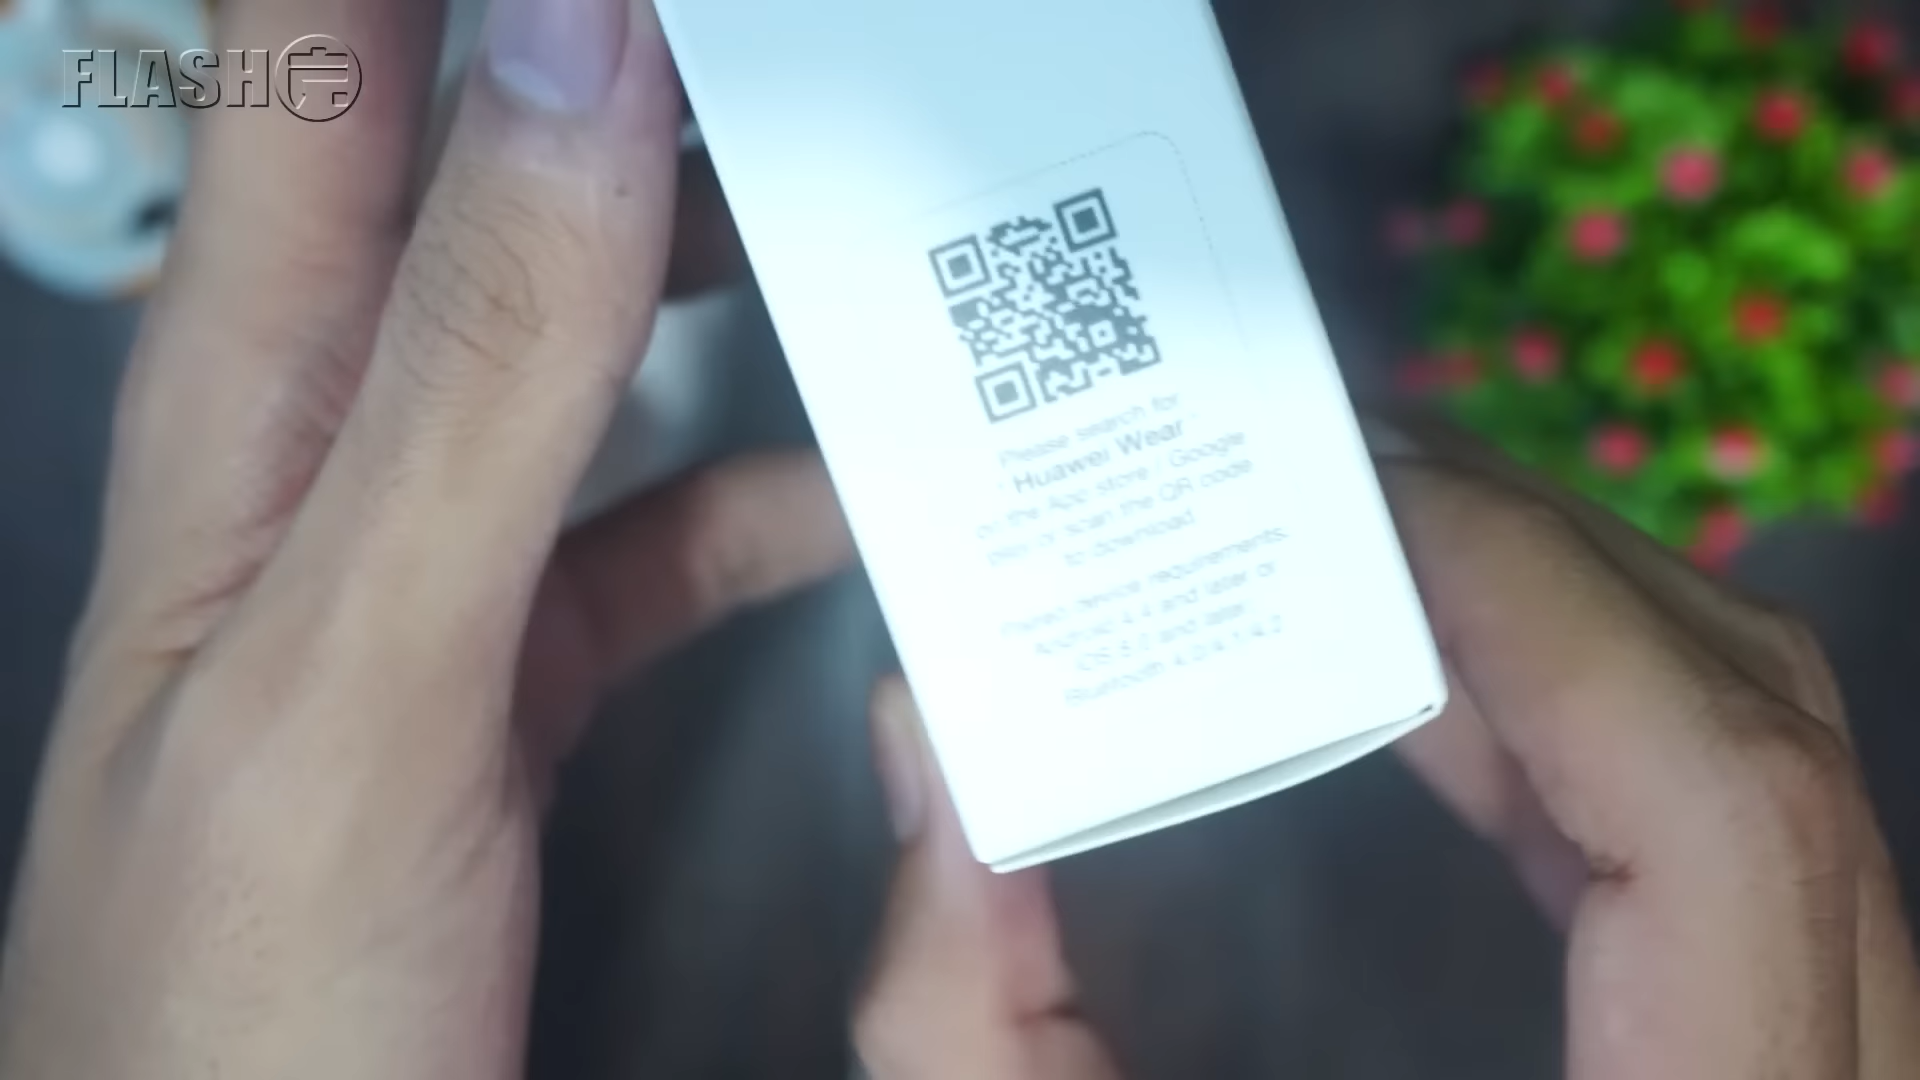 FLASH
Please search for
" Huawei Wear "
on the App store / Google
play or scan the QR code
to download.
Paired device requirements:
Android 4.4 and later or
iOS 8.0 and later
Bluetooth 4.0/4.1/4.2